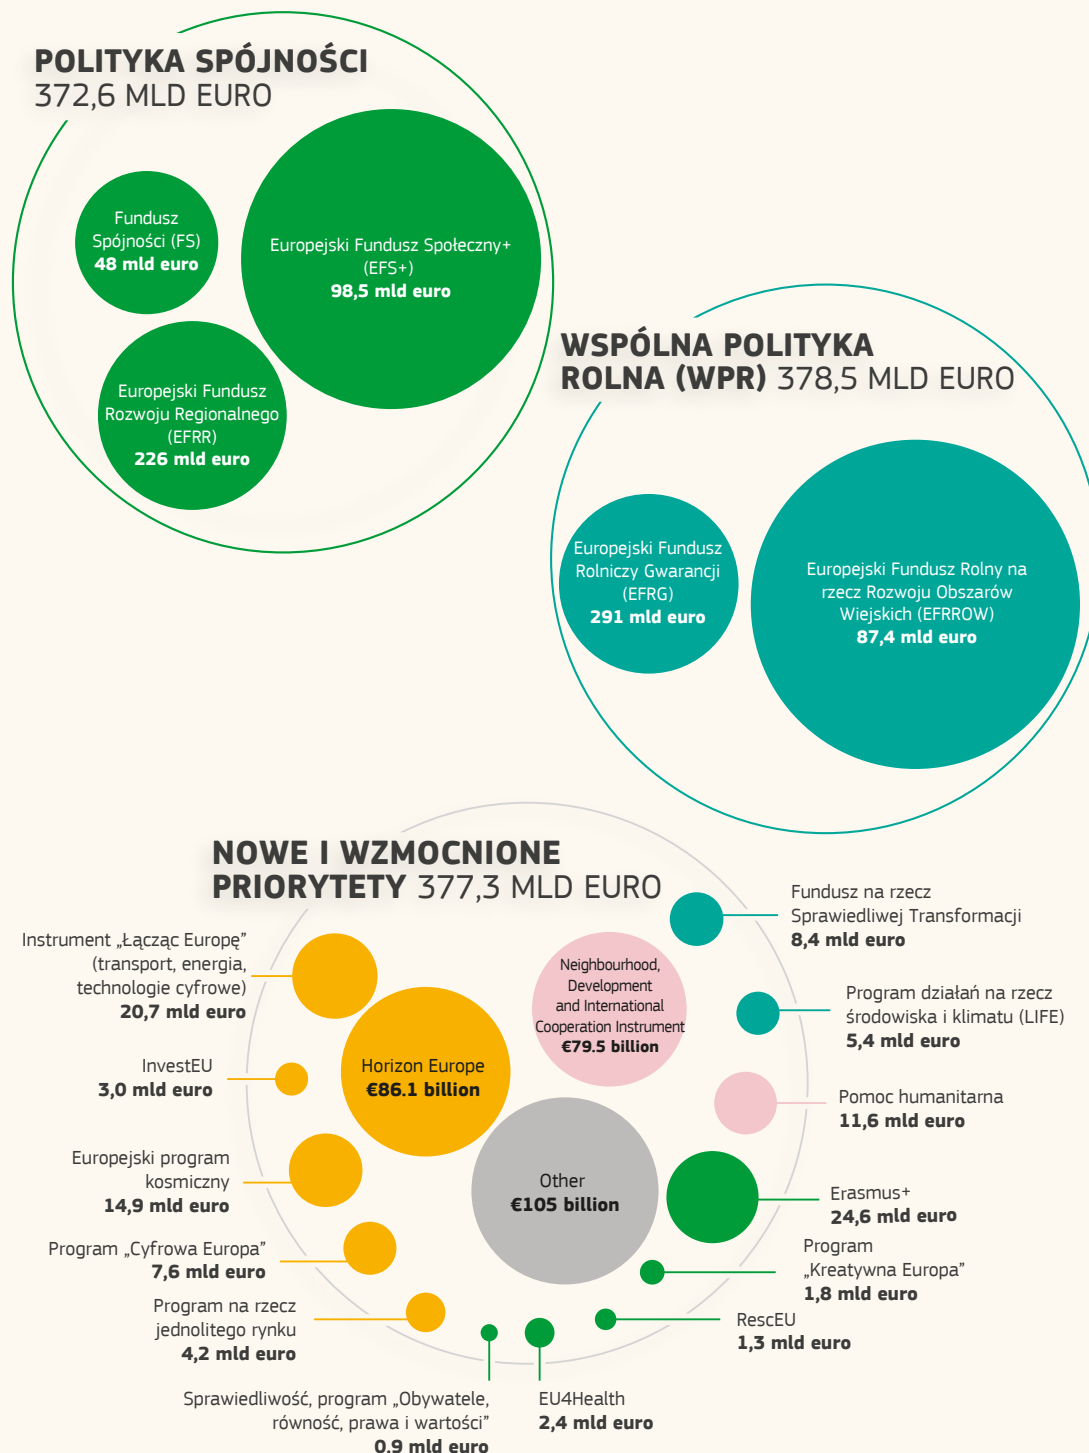 POLITYKA SPÓJNOŚCI
372,6 MLD EURO
Fundusz
Spójności (FS)
48 mld euro
Europejski Fundusz Społeczny+
(EFS+)
98,5 mld euro
Europejski Fundusz
Rozwoju Regionalnego
(EFRR)
226 mld euro
WSPÓLNA POLITYKA
ROLNA (WPR) 378,5 MLD EURO
Europejski Fundusz
Rolniczy Gwarancji
(EFRG)
291 mld euro
Europejski Fundusz Rolny na
rzecz Rozwoju Obszarów
Wiejskich (EFRROW)
87,4 mld euro
NOWE I WZMOCNIONE
PRIORYTETY 377,3 MLD EURO
Instrument „Łącząc Europę”
(transport, energia,
technologie cyfrowe)
20,7 mld euro
InvestEU
3,0 mld euro
Europejski program
kosmiczny
14,9 mld euro
Program „Cyfrowa Europa”
7,6 mld euro
Program na rzecz
jednolitego rynku
4,2 mld euro
Sprawiedliwość, program „Obywatele,
równość, prawa i wartości”
0,9 mld euro
Horizon Europe
€86.1 billion
Neighbourhood,
Development
and International
Cooperation Instrument
€79.5 billion
Other
€105 billion
Fundusz na rzecz
Sprawiedliwej Transformacji
8,4 mld euro
Program działań na rzecz
środowiska i klimatu (LIFE)
5,4 mld euro
Pomoc humanitarna
11,6 mld euro
Erasmus+
24,6 mld euro
Program
„Kreatywna Europa”
1,8 mld euro
RescEU
1,3 mld euro
EU4Health
2,4 mld euro